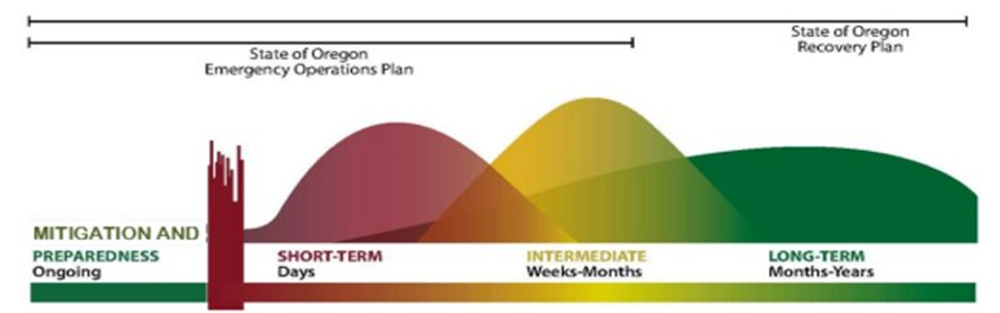 State of Oregon
Recovery Plan
State of Oregon
Emergency Operations Plan
MITIGATION AND
PREPAREDNESS
Ongoing
SHORT-TERM
Days
INTERMEDIATE
Weeks-Months
LONG-TERM
Months-Years